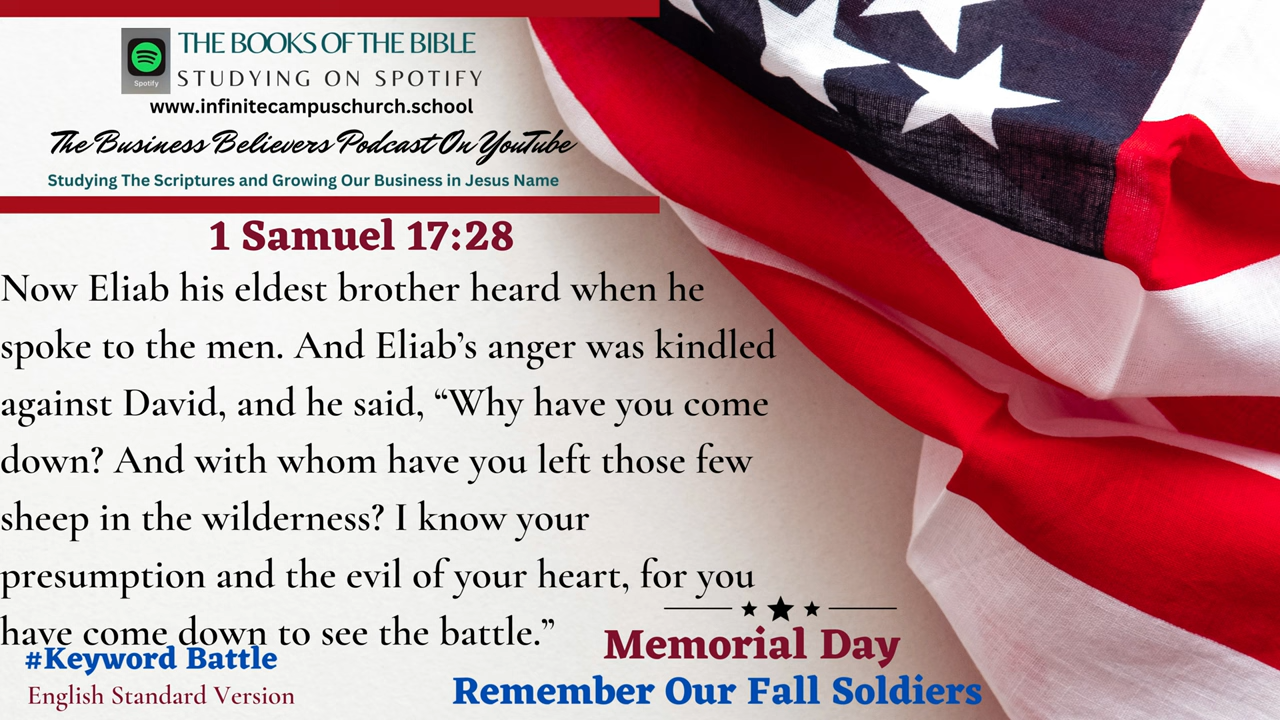 THE BOOKS OF THE BIBLE
Spotify
STUDYING ON SPOTIFY
www.infinitecampuschurch.school
The Business Believers Podcast On YouTube
Studying The Scriptures and Growing Our Business in Jesus Name
1 Samuel 17:28
Now Eliab his eldest brother heard when he
spoke to the men. And Eliab’s anger was kindled
against David, and he said, “Why have you come
down? And with whom have you left those few
sheep in the wilderness? I know your
presumption and the evil of your heart, for you
have come down to see the battle.”
#Keyword Battle
English Standard Version
Memorial Day
Remember Our Fall Soldiers